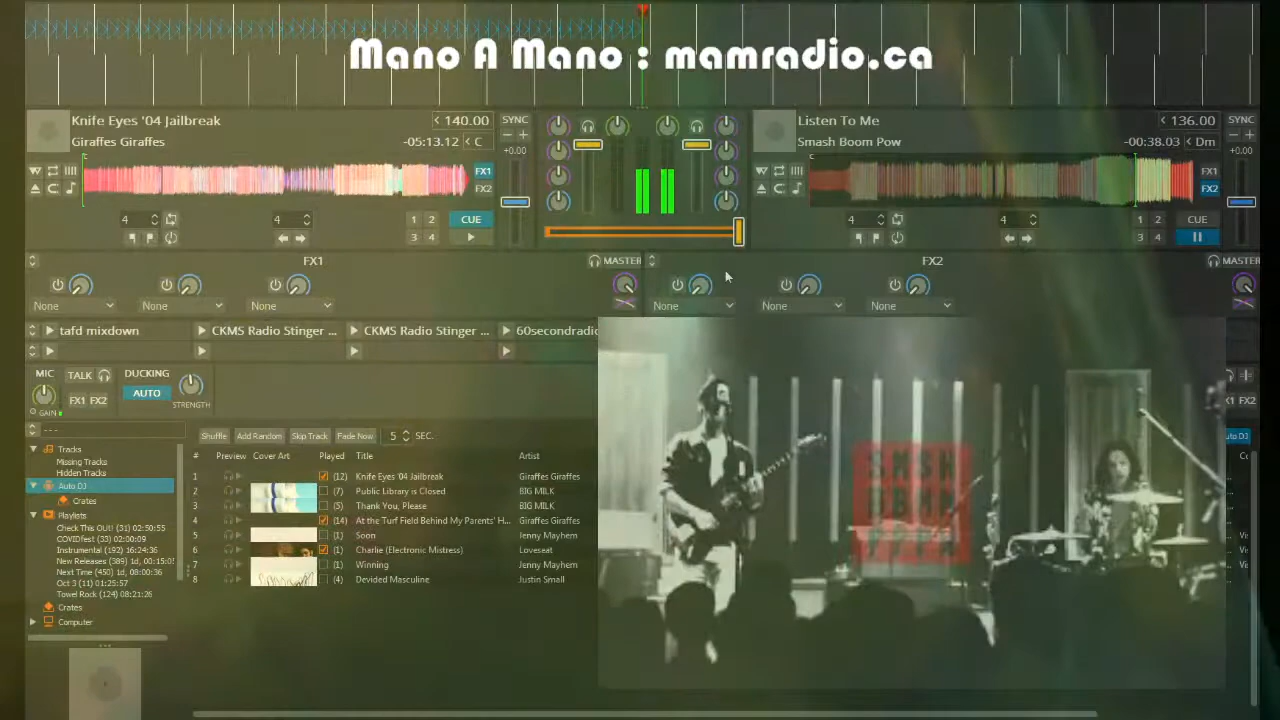 Mano A Mano : mamradio.ca
Knife Eyes '04 Jailbreak
140.00
Giraffes Giraffes
-05:13.12
C
SYNC
+0.00
FX1
FX2
4
4
1 2
3 4
CUE
Listen To Me
136.00
Smash Boom Pow
-00:38.03
Dm
SYNC
+0.00
FX1
FX2
4
4
1 2
3 4
CUE
FX1
MASTER
None
None
None
FX2
MASTER
None
None
None
tafd mixdown
CKMS Radio Stinger ...
CKMS Radio Stinger ...
60secondradio
MIC
TALK
DUCKING
AUTO
STRENGTH
GAIN
FX1 FX2
---
Shuffle
Add Random
Skip Track
Fade Now
5
SEC.
Tracks
Missing Tracks
Hidden Tracks
Auto DJ
Crates
Playlists
Check This OUT! (31) 02:50:55
COVIDfest (33) 02:00:09
Instrumental (192) 16:24:36
New Releases (389) 1d, 00:15:0
Next Time (450) 1d, 08:00:36
Oct 3 (11) 01:25:57
Towel Rock (124) 08:21:26
Crates
Computer
# Preview Cover Art Played Title Artist
1 (12) Knife Eyes '04 Jailbreak Giraffes Giraffes
2 (7) Public Library is Closed BIG MILK
3 (5) Thank You, Please BIG MILK
4 (14) At the Turf Field Behind My Parents' H... Giraffes Giraffes
5 (1) Soon Jenny Mayhem
6 (1) Charlie (Electronic Mistress) Loveseat
7 (1) Winning Jenny Mayhem
8 (4) Devided Masculine Justin Small